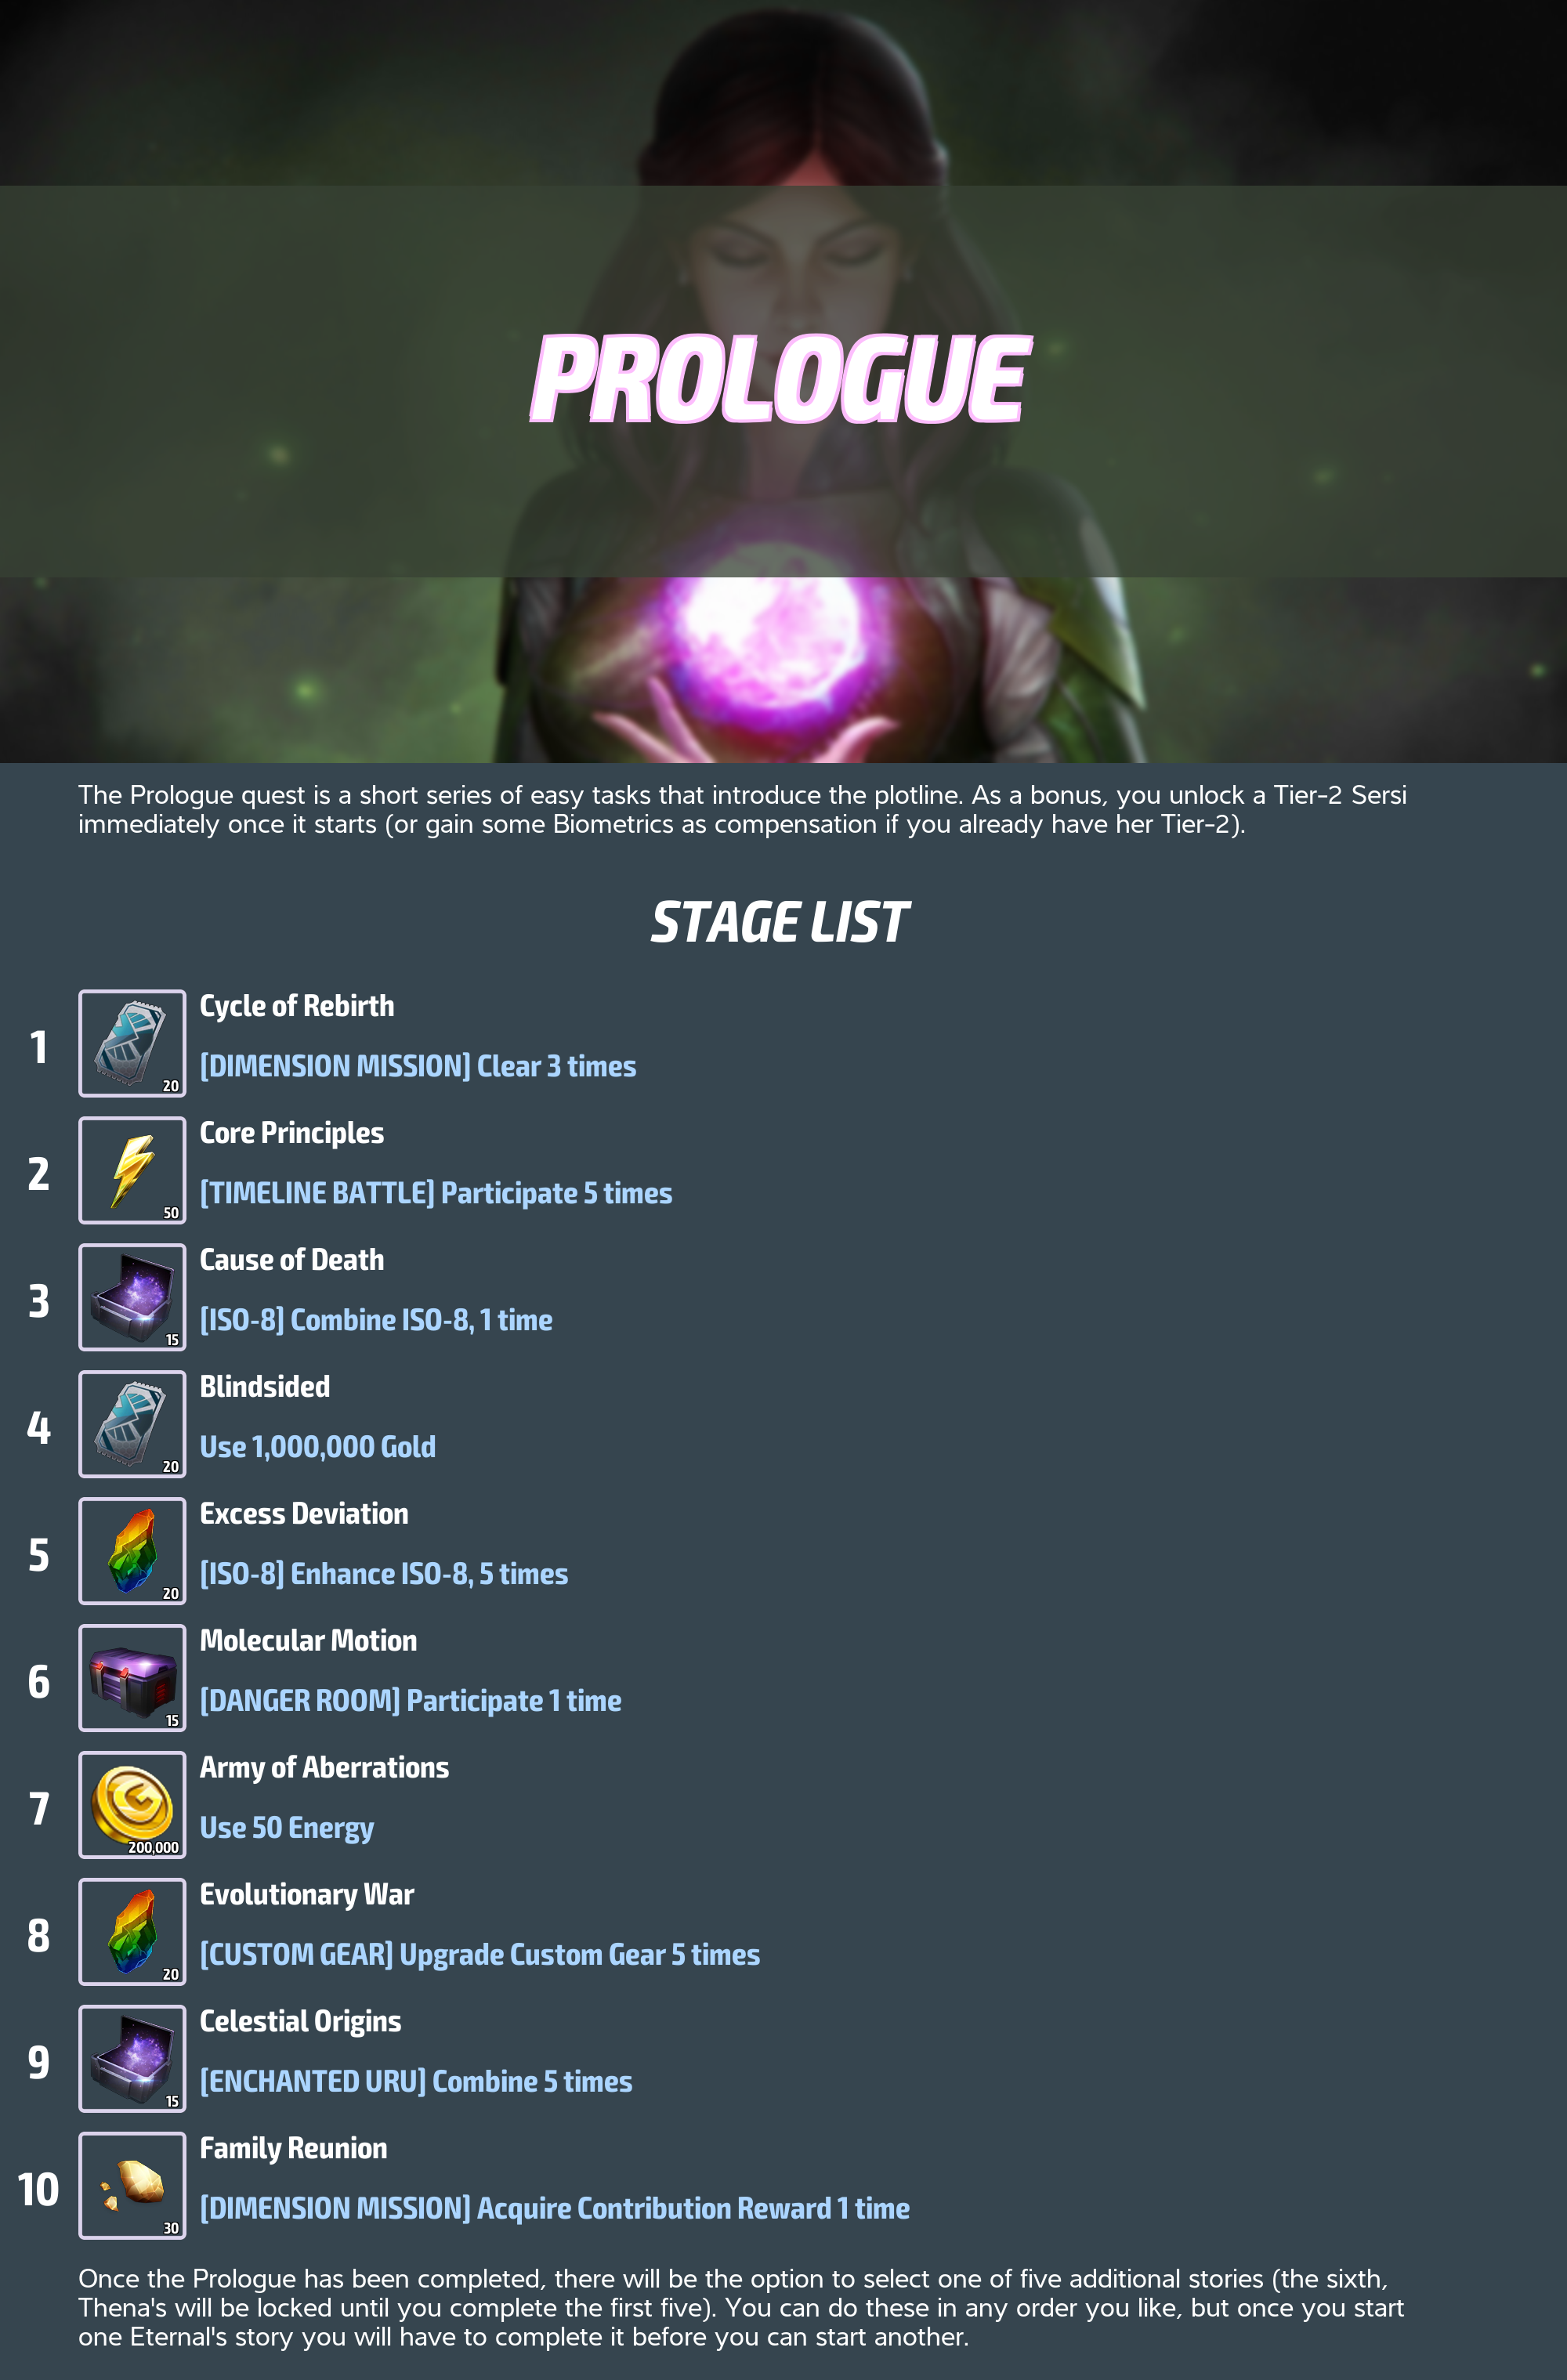 PROLOGUE
The Prologue quest is a short series of easy tasks that introduce the plotline. As a bonus, you unlock a Tier-2 Sersi
immediately once it starts (or gain some Biometrics as compensation if you already have her Tier-2).
STAGE LIST
1
20
Cycle of Rebirth
[DIMENSION MISSION] Clear 3 times
2
50
Core Principles
[TIMELINE BATTLE] Participate 5 times
3
15
Cause of Death
[ISO-8] Combine ISO-8, 1 time
4
20
Blindsided
Use 1,000,000 Gold
5
20
Excess Deviation
[ISO-8] Enhance ISO-8, 5 times
6
15
Molecular Motion
[DANGER ROOM] Participate 1 time
7
200,000
Army of Aberrations
Use 50 Energy
8
20
Evolutionary War
[CUSTOM GEAR] Upgrade Custom Gear 5 times
9
15
Celestial Origins
[ENCHANTED URU] Combine 5 times
10
30
Family Reunion
[DIMENSION MISSION] Acquire Contribution Reward 1 time
Once the Prologue has been completed, there will be the option to select one of five additional stories (the sixth,
Thena's will be locked until you complete the first five). You can do these in any order you like, but once you start
one Eternal's story you will have to complete it before you can start another.